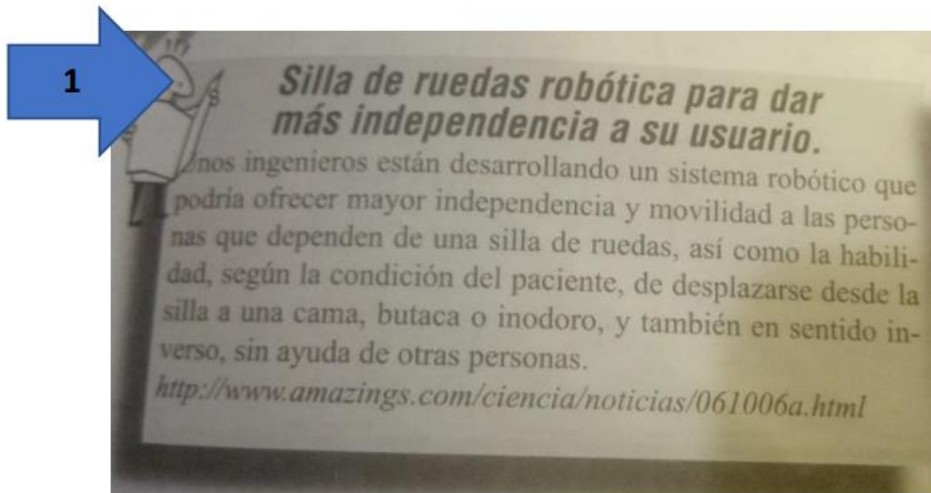 1
Silla de ruedas robótica para dar
más independencia a su usuario.
nos ingenieros están desarrollando un sistema robótico que
podría ofrecer mayor independencia y movilidad a las perso-
nas que dependen de una silla de ruedas, así como la habili-
dad, según la condición del paciente, de desplazarse desde la
silla a una cama, butaca o inodoro, y también en sentido in-
verso, sin ayuda de otras personas.
http://www.amazings.com/ciencia/noticias/061006a.html